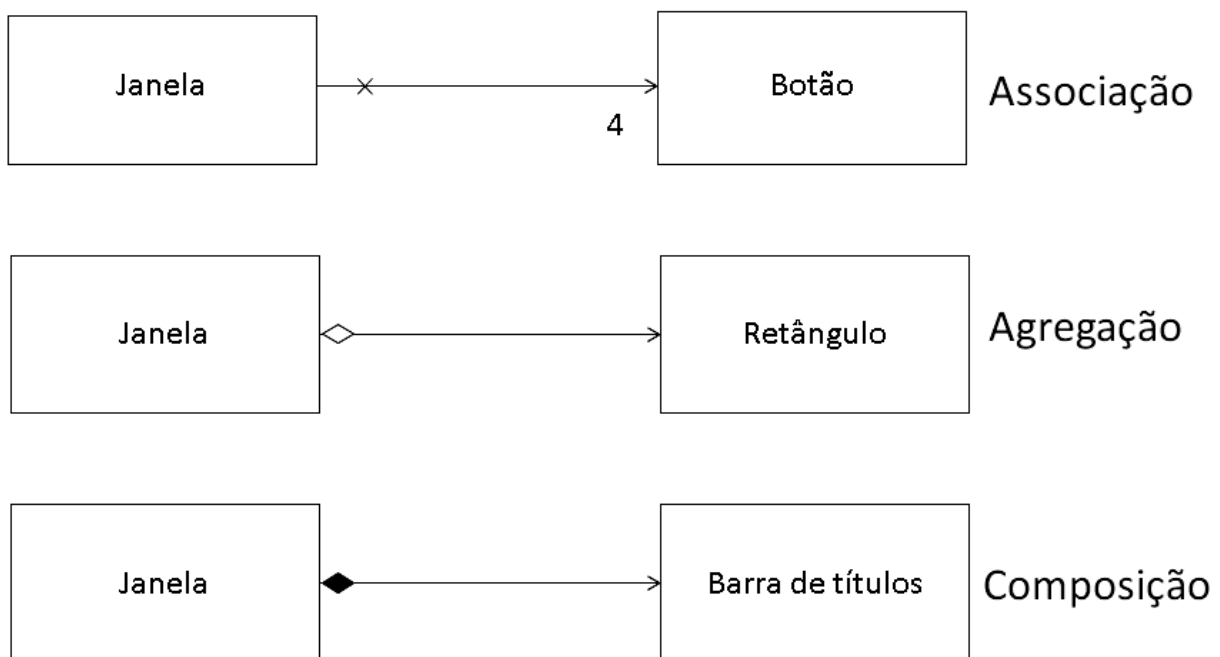 Janela
Botão
Associação
4
Janela
Retângulo
Agregação
Janela
Barra de títulos
Composição